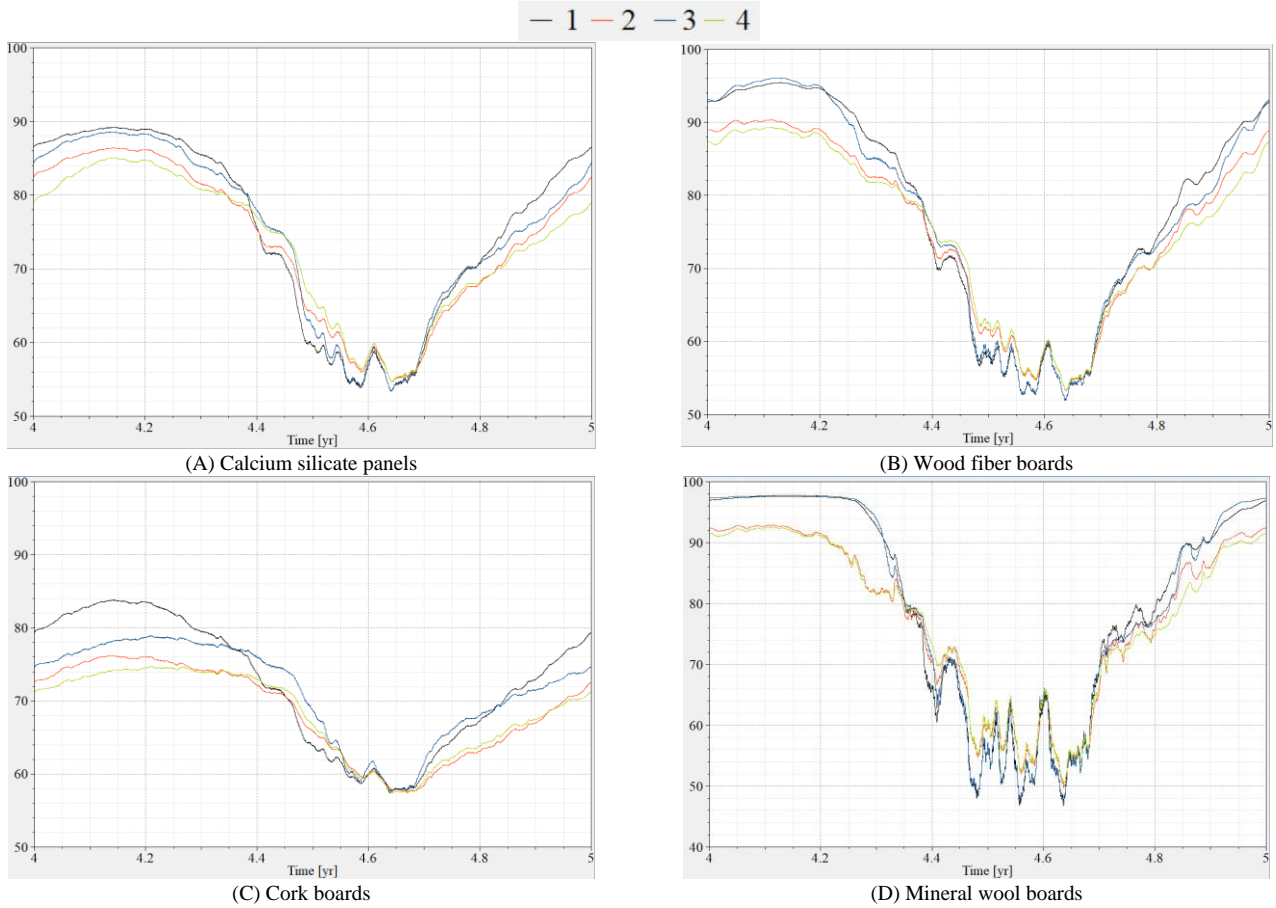 1 2 3 4
100
90
80
70
60
50
4 4.2 4.4 4.6 4.8 5
Time [yr]
(A) Calcium silicate panels
100
90
80
70
60
50
4 4.2 4.4 4.6 4.8 5
Time [yr]
(B) Wood fiber boards
100
90
80
70
60
50
4 4.2 4.4 4.6 4.8 5
Time [yr]
(C) Cork boards
100
90
80
70
60
50
40
4 4.2 4.4 4.6 4.8 5
Time [yr]
(D) Mineral wool boards